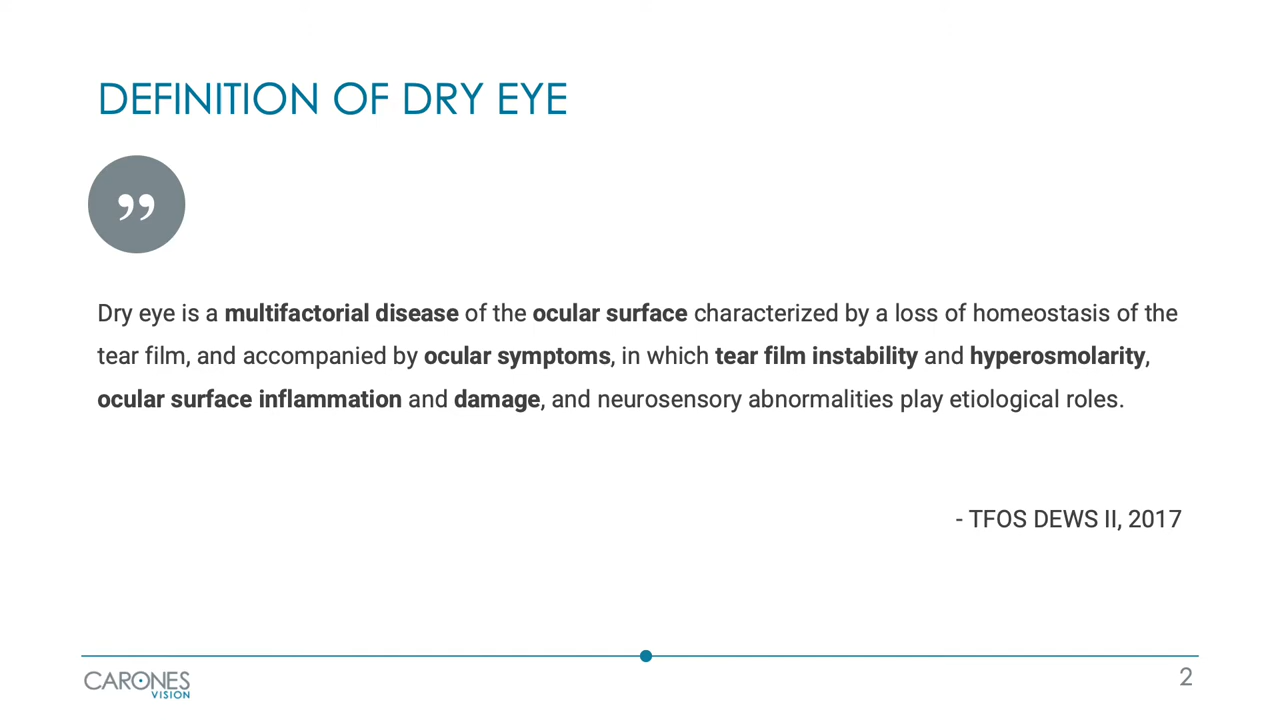 DEFINITION OF DRY EYE
”
Dry eye is a multifactorial disease of the ocular surface characterized by a loss of homeostasis of the
tear film, and accompanied by ocular symptoms, in which tear film instability and hyperosmolarity,
ocular surface inflammation and damage, and neurosensory abnormalities play etiological roles.
- TFOS DEWS II, 2017
CARONES
VISION
2